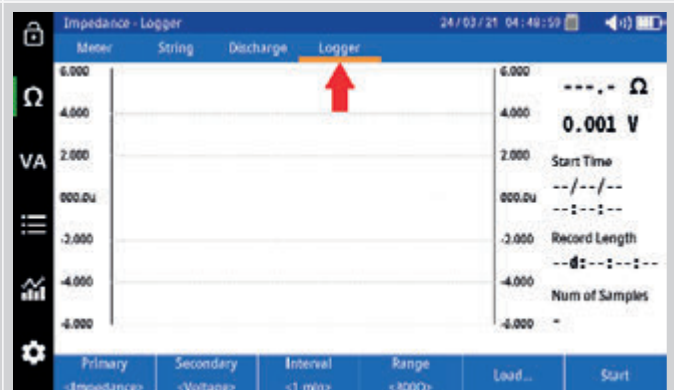 Impedance - Logger 24/03/21 04:48:59
Meter String Discharge Logger
6.000 6.000
---.- Ω
Ω
4.000 4.000
0.001 V
VA
2.000 2.000
Start Time
--/--/--
000.0u 000.0u
--:--:--
-2.000 -2.000
Record Length
--d:--:--:--
-4.000 -4.000
Num of Samples
-6.000 -6.000
-
Primary Secondary Interval Range Load... Start
<Impedance> <Voltage> <1 min> <300Ω>